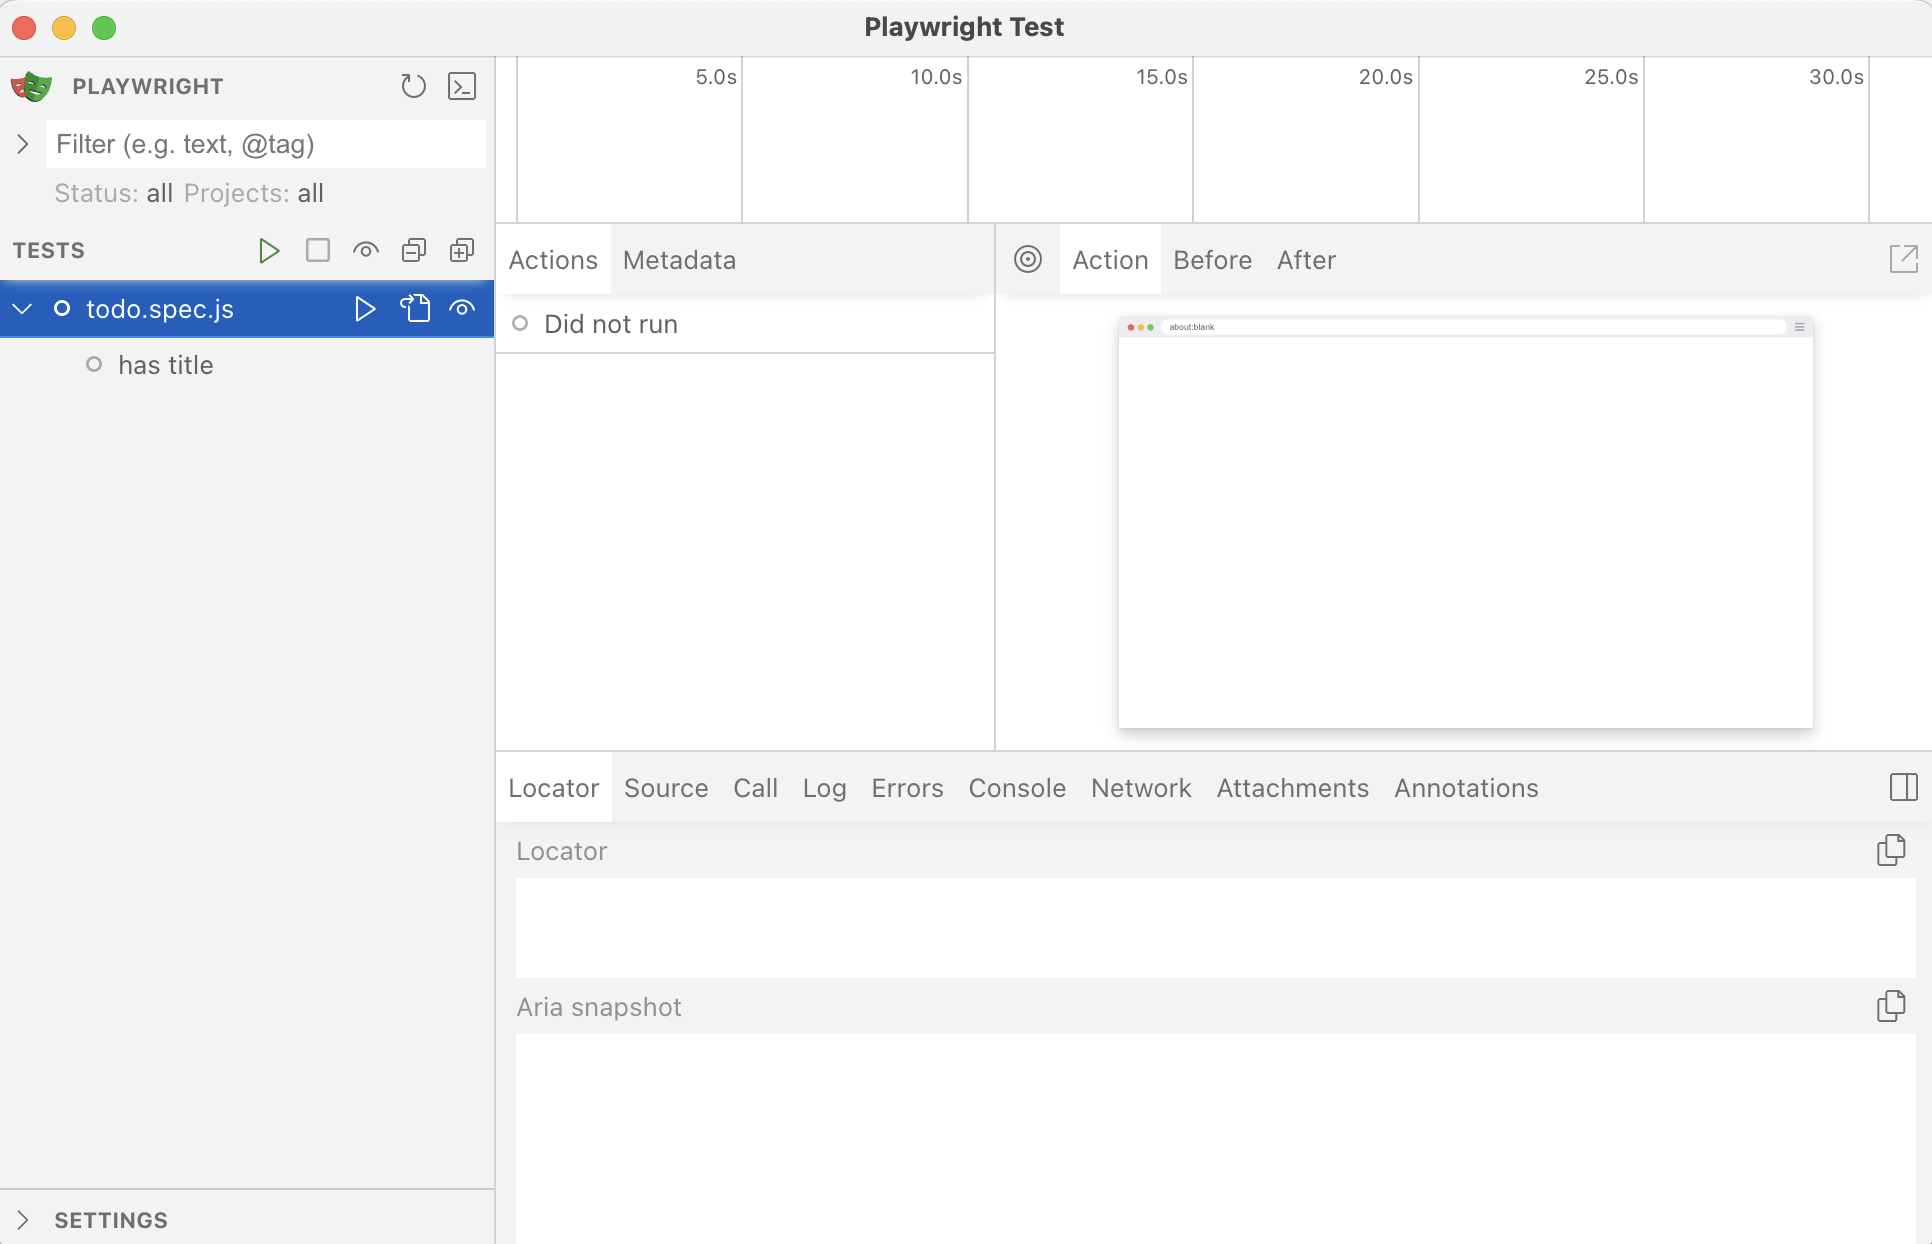 Playwright Test
PLAYWRIGHT
Filter (e.g. text, @tag)
Status: all Projects: all
TESTS
todo.spec.js
has title
SETTINGS
5.0s 10.0s 15.0s 20.0s 25.0s 30.0s
Actions Metadata
Did not run
Action Before After
about:blank
Locator Source Call Log Errors Console Network Attachments Annotations
Locator
Aria snapshot